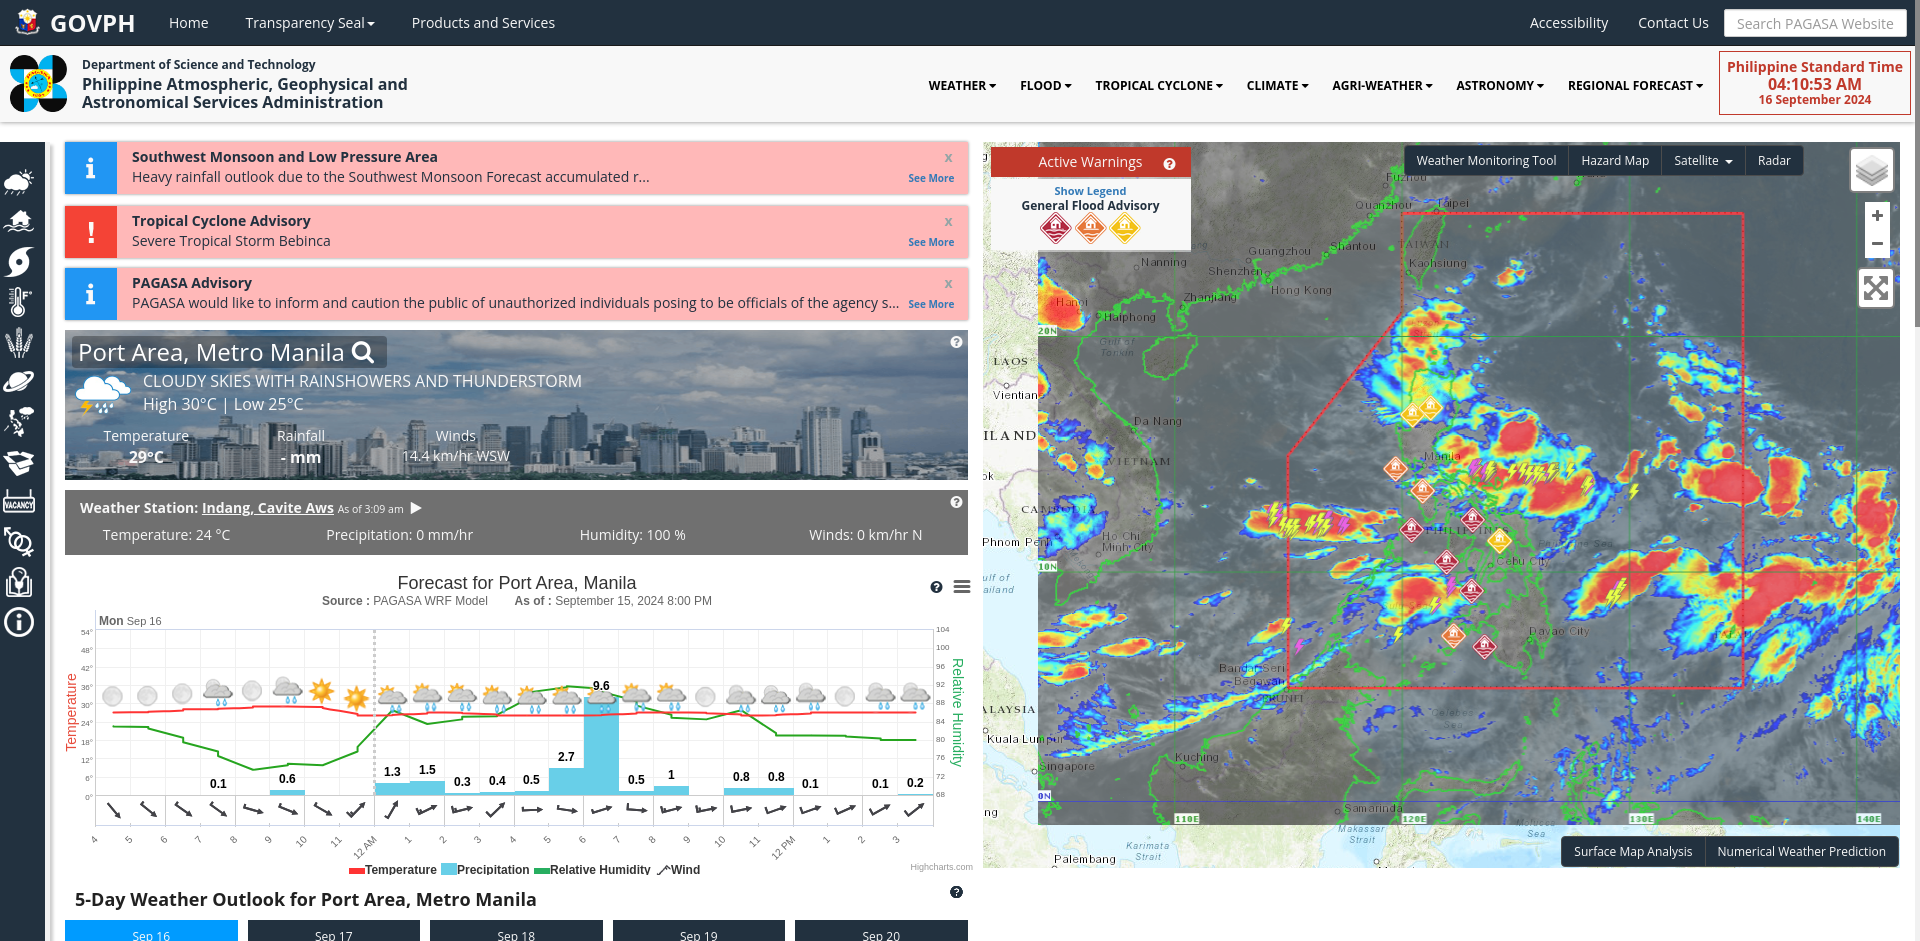 GOVPH
Home
Transparency Seal
Products and Services
Accessibility
Contact Us
Search PAGASA Website
Department of Science and Technology
Philippine Atmospheric, Geophysical and
Astronomical Services Administration
WEATHER
FLOOD
TROPICAL CYCLONE
CLIMATE
AGRI-WEATHER
ASTRONOMY
REGIONAL FORECAST
Philippine Standard Time
04:10:53 AM
16 September 2024
Southwest Monsoon and Low Pressure Area
x
Heavy rainfall outlook due to the Southwest Monsoon Forecast accumulated r...
See More
Tropical Cyclone Advisory
x
Severe Tropical Storm Bebinca
See More
PAGASA Advisory
x
PAGASA would like to inform and caution the public of unauthorized individuals posing to be officials of the agency s...
See More
VACANCY
Port Area, Metro Manila
CLOUDY SKIES WITH RAINSHOWERS AND THUNDERSTORM
High 30°C | Low 25°C
Temperature
Rainfall
Winds
29°C
- mm
14.4 km/hr WSW
Weather Station: Indang, Cavite Aws As of 3:09 am
Temperature: 24 °C
Precipitation: 0 mm/hr
Humidity: 100 %
Winds: 0 km/hr N
Forecast for Port Area, Manila
Source : PAGASA WRF Model As of : September 15, 2024 8:00 PM
Mon Sep 16
Temperature
54°
48°
42°
36°
30°
24°
18°
12°
6°
0°
104
100
96
92
88
84
80
76
72
68
Relative Humidity
0.1
0.6
1.3
1.5
0.3
0.4
0.5
2.7
9.6
0.5
1
0.8
0.8
0.1
0.1
0.2
4 5 6 7 8 9 10 11 12 AM 1 2 3 4 5 6 7 8 9 10 11 12 PM 1 2 3
Temperature Precipitation Relative Humidity Wind
Highcharts.com
5-Day Weather Outlook for Port Area, Metro Manila
Sep 16
Sep 17
Sep 18
Sep 19
Sep 20
Active Warnings
Show Legend
General Flood Advisory
Weather Monitoring Tool
Hazard Map
Satellite
Radar
+
−
Fuzhou
Quanzhou
Taipei
TAIWAN
Guangzhou
Shantou
Nanning
Shenzhen
Kaohsiung
Hong Kong
Zhanjiang
Hanoi
Haiphong
20N
Gulf of
Tonkin
LAOS
Vientian
Da Nang
ILAND
Manila
VIETNAM
ok
CAMBODIA
PHILIPPINES
Phnom Penh
Ho Chi
Minh City
Philippine Sea
Cebu City
10N
ulf of
ailand
Davao City
PALAU
Bandar Seri
Begawan
BRUNEI
ALAYSIA
Celebes
Sea
Kuala Lumpur
Kuching
Singapore
0N
ng
Samarinda
110E
120E
130E
140E
Makassar
Strait
Molucca
Sea
Karimata
Strait
Palembang
Surface Map Analysis
Numerical Weather Prediction